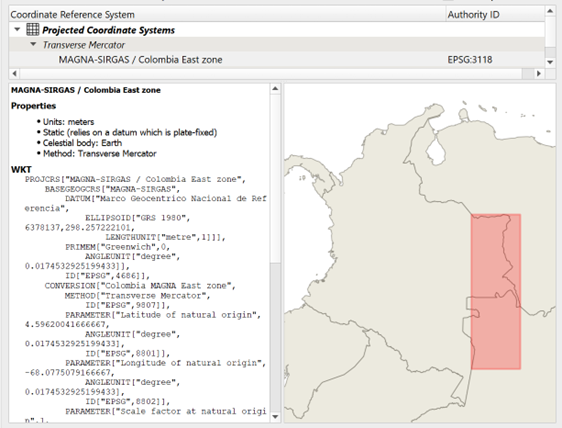 Coordinate Reference System Authority ID
Projected Coordinate Systems
Transverse Mercator
MAGNA-SIRGAS / Colombia East zone EPSG:3118
MAGNA-SIRGAS / Colombia East zone
Properties
• Units: meters
• Static (relies on a datum which is plate-fixed)
• Celestial body: Earth
• Method: Transverse Mercator
WKT
PROJCRS["MAGNA-SIRGAS / Colombia East zone",
BASEGEOGCRS["MAGNA-SIRGAS",
DATUM["Marco Geocentrico Nacional de Ref
erencia",
ELLIPSOID["GRS 1980",
6378137,298.257222101,
LENGTHUNIT["metre",1]]],
PRIMEM["Greenwich",0,
ANGLEUNIT["degree",
0.0174532925199433]],
ID["EPSG",4686]],
CONVERSION["Colombia MAGNA East zone",
METHOD["Transverse Mercator",
ID["EPSG",9807]],
PARAMETER["Latitude of natural origin",
4.59620041666667,
ANGLEUNIT["degree",
0.0174532925199433],
ID["EPSG",8801]],
PARAMETER["Longitude of natural origin",
-68.0775079166667,
ANGLEUNIT["degree",
0.0174532925199433],
ID["EPSG",8802]],
PARAMETER["Scale factor at natural origi
n",1,